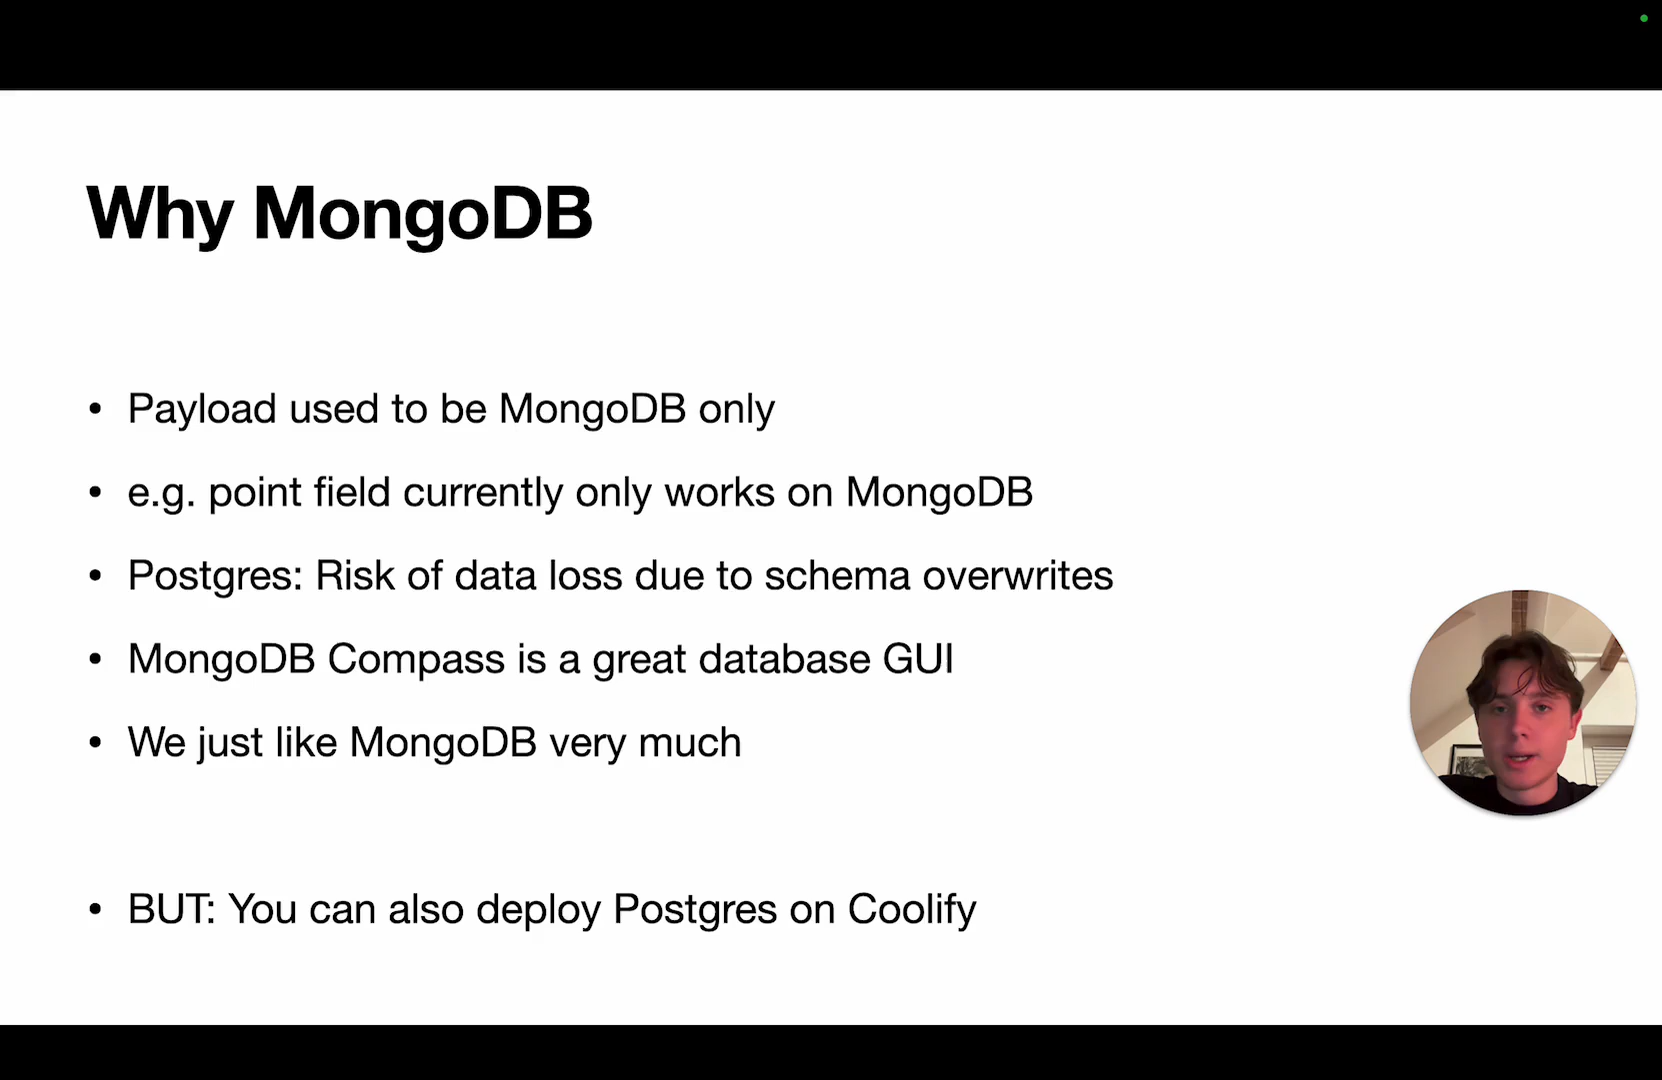 Why MongoDB
• Payload used to be MongoDB only
• e.g. point field currently only works on MongoDB
• Postgres: Risk of data loss due to schema overwrites
• MongoDB Compass is a great database GUI
• We just like MongoDB very much
• BUT: You can also deploy Postgres on Coolify